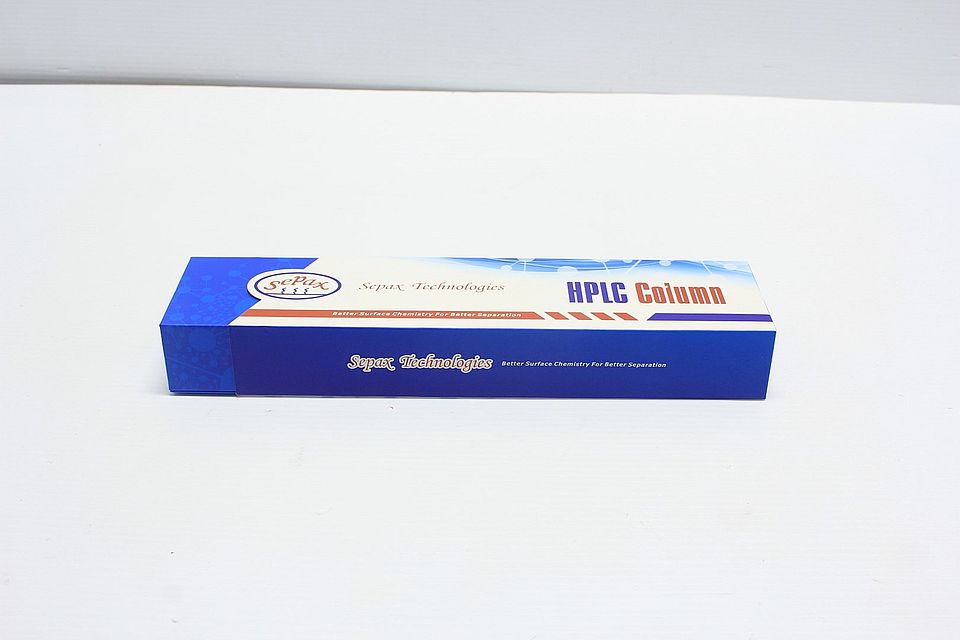 Sepax
Sepax Technologies
HPLC Column
Better Surface Chemistry For Better Separation
Sepax Technologies
Better Surface Chemistry For Better Separation